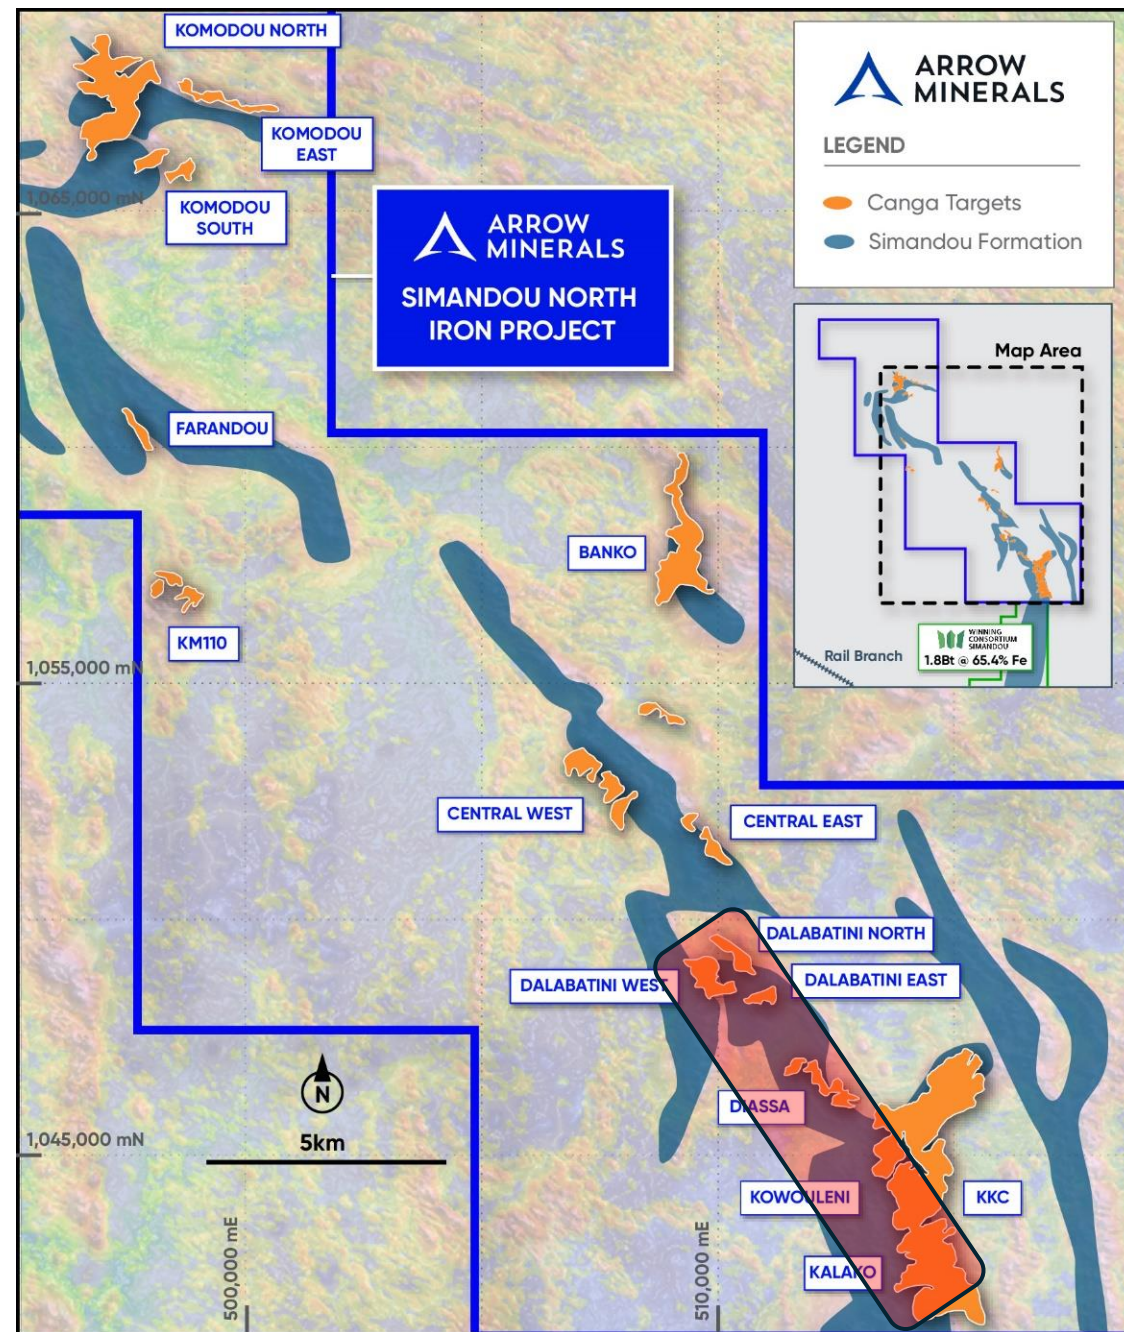 KOMODOU NORTH
ARROW
MINERALS
LEGEND
Canga Targets
Simandou Formation
KOMODOU
EAST
1,065,000 mN
KOMODOU
SOUTH
ARROW
MINERALS
SIMANDOU NORTH
IRON PROJECT
Map Area
FARANDOU
BANKO
KM110
WINNING
CONSORTIUM
SIMANDOU
1.8Bt @ 65.4% Fe
Rail Branch
1,055,000 mN
CENTRAL WEST
CENTRAL EAST
DALABATINI NORTH
DALABATINI WEST
DALABATINI EAST
N
5km
DIASSA
1,045,000 mN
KOWOULENI
KKC
KALAKO
500,000 mE
510,000 mE